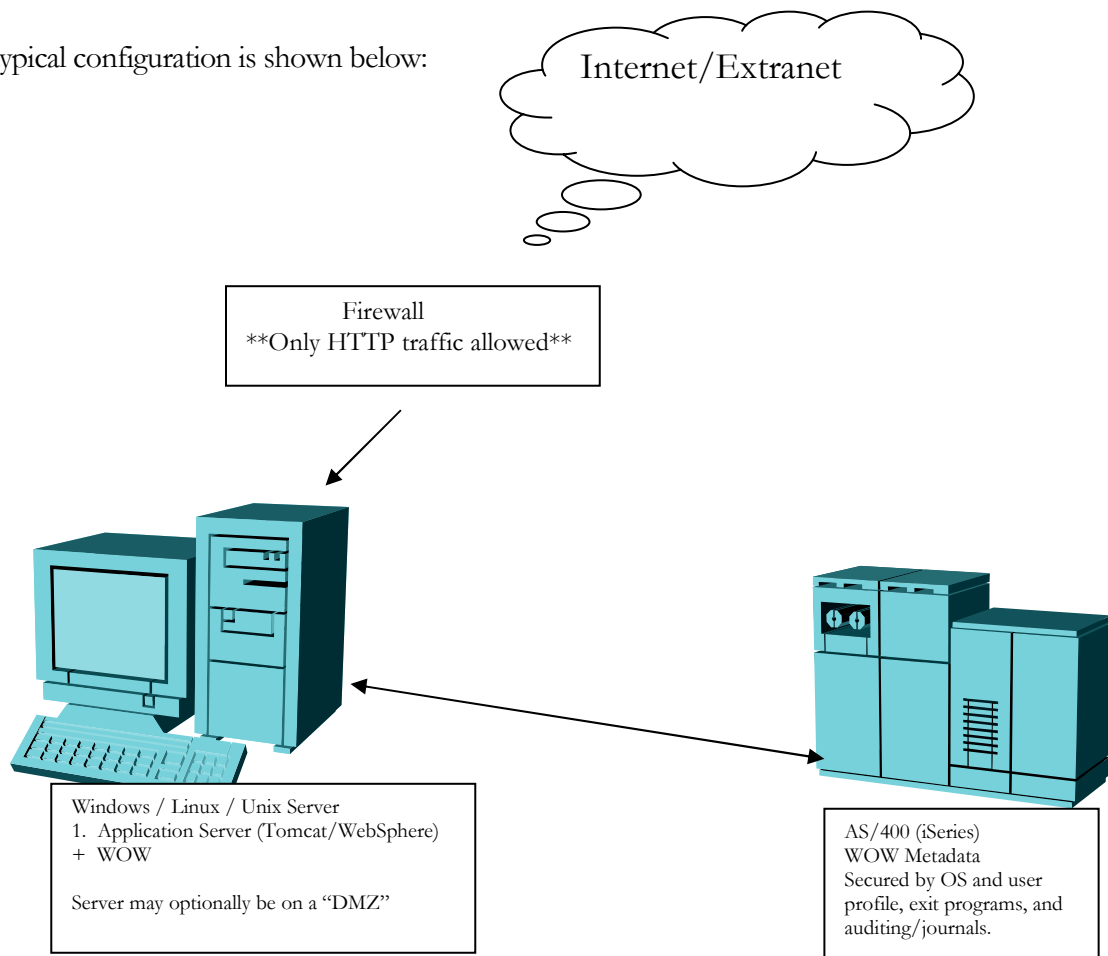 ypical configuration is shown below:
Internet/Extranet
Firewall
**Only HTTP traffic allowed**
Windows / Linux / Unix Server
1. Application Server (Tomcat/WebSphere)
+ WOW
Server may optionally be on a “DMZ”
AS/400 (iSeries)
WOW Metadata
Secured by OS and user
profile, exit programs, and
auditing/journals.